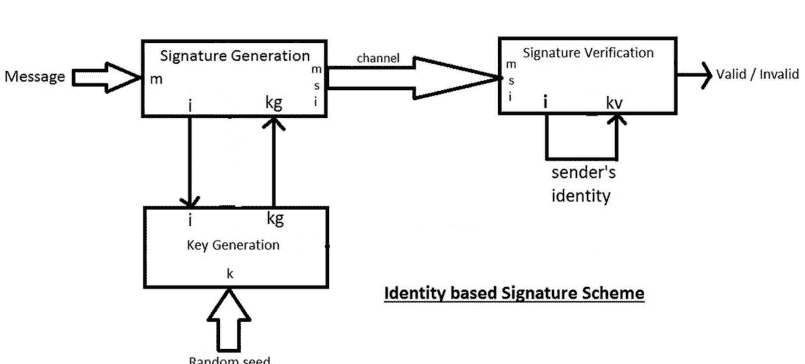 Signature Generation
channel
Signature Verification
Message
m
m
s
i
m
s
i
Valid / Invalid
i
kg
i
kv
sender's
identity
i
kg
Key Generation
k
Identity based Signature Scheme
Random seed